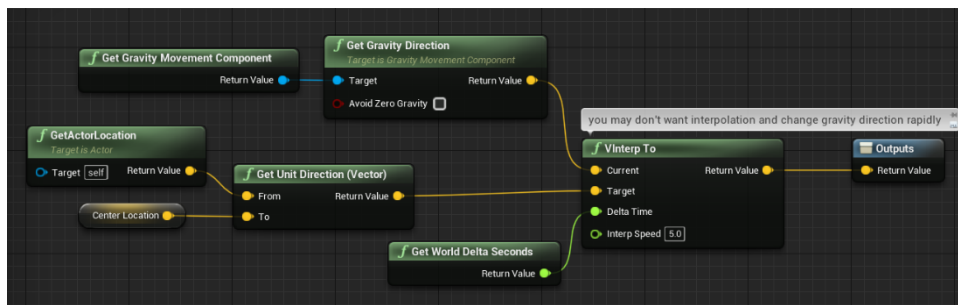 Get Gravity Movement Component
Return Value
Get Gravity Direction
Target is Gravity Movement Component
Target
Return Value
Avoid Zero Gravity
you may don't want interpolation and change gravity direction rapidly
GetActorLocation
Target is Actor
Target self
Return Value
Center Location
Get Unit Direction (Vector)
From
Return Value
To
Get World Delta Seconds
Return Value
VInterp To
Current
Return Value
Target
Delta Time
Interp Speed 5.0
Outputs
Return Value